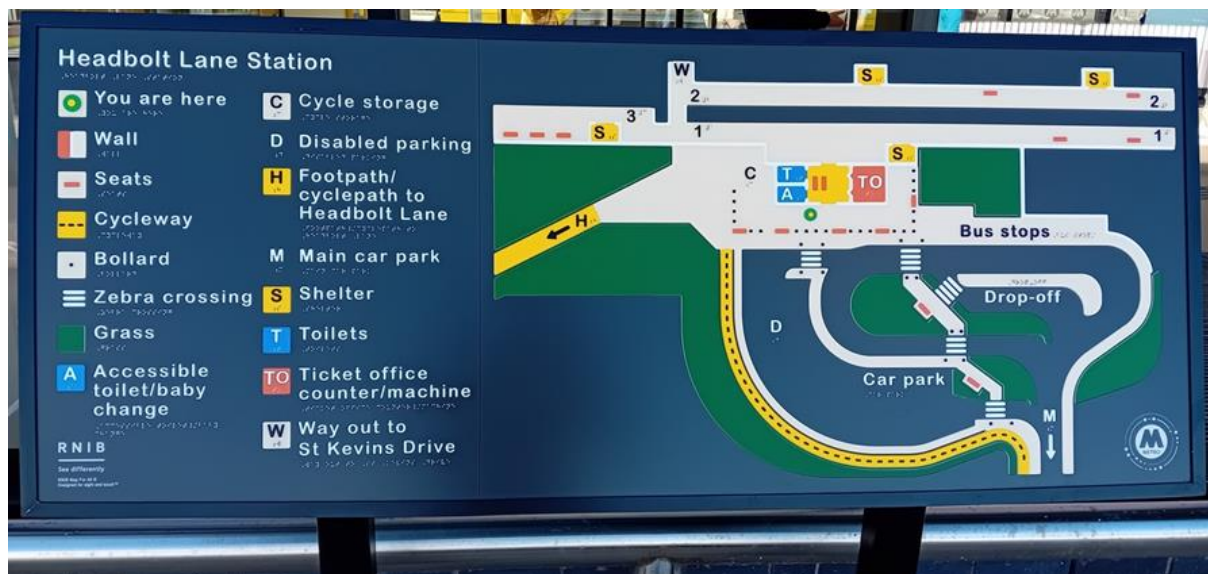 Headbolt Lane Station
You are here
Wall
Seats
Cycleway
Bollard
Zebra crossing
Grass
A
Accessible
toilet/baby
change
RNIB
See differently
C
Cycle storage
D
Disabled parking
H
Footpath/
cyclepath to
Headbolt Lane
M
Main car park
S
Shelter
T
Toilets
TO
Ticket office
counter/machine
W
Way out to
St Kevins Drive
W
S
S
2
2
3
S
1
1
S
C
T
A
TO
H
Bus stops
Drop-off
D
Car park
M
M
METRO